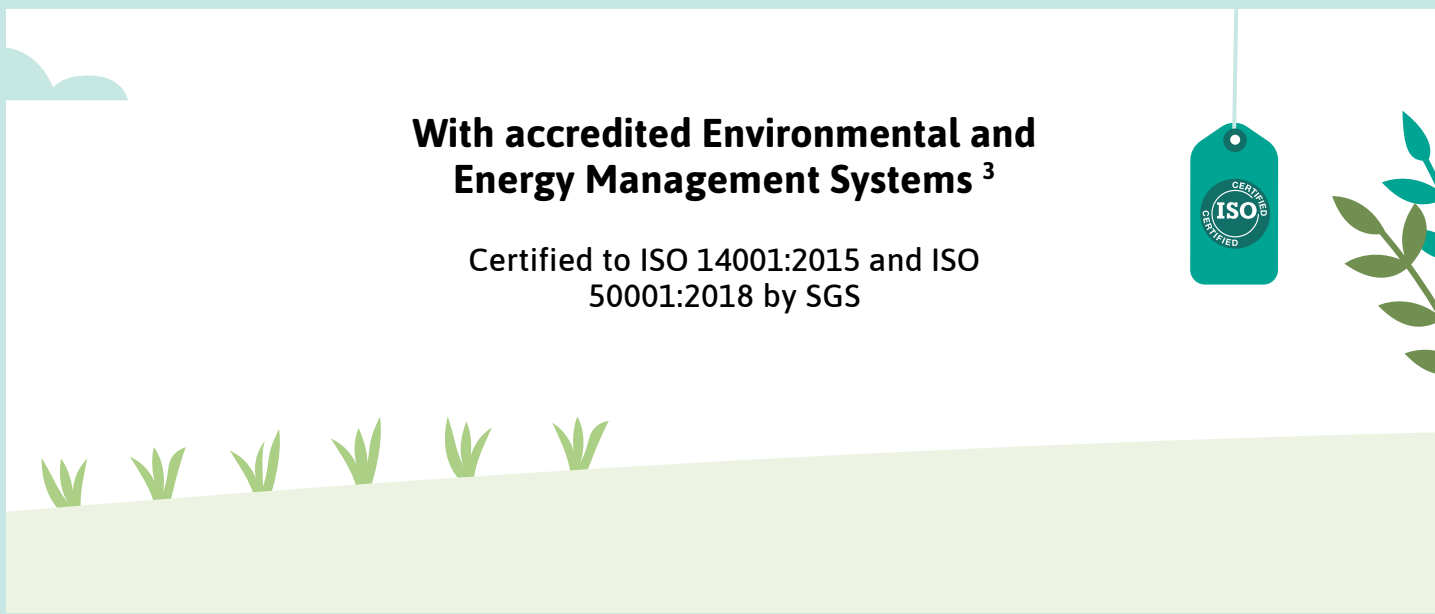 With accredited Environmental and
Energy Management Systems ³
Certified to ISO 14001:2015 and ISO
50001:2018 by SGS
CERTIFIED
ISO
CERTIFIED